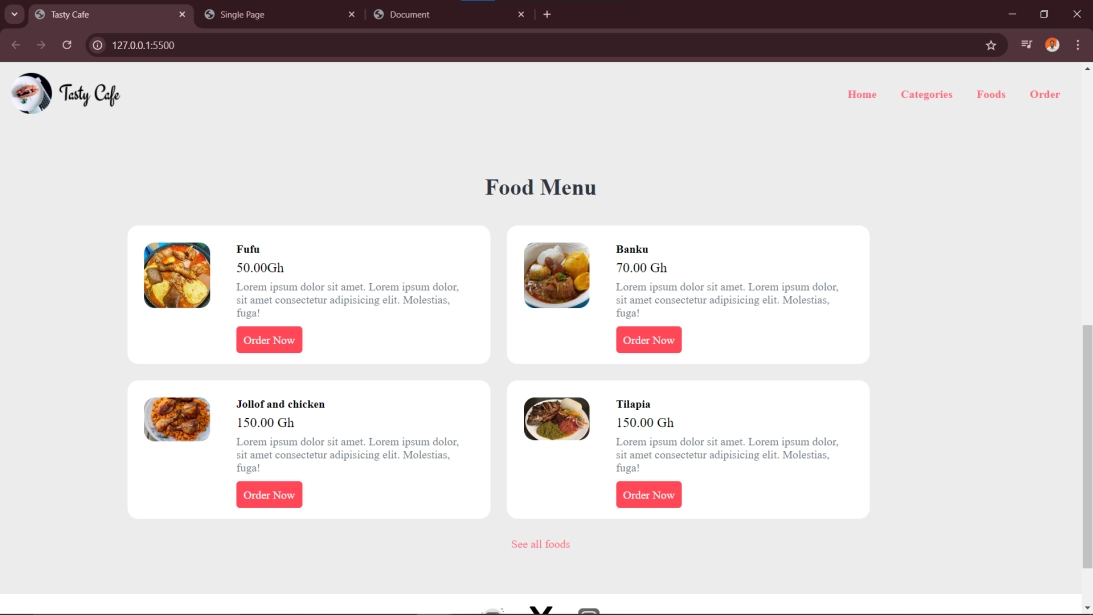 Tasty Cafe
Single Page
Document
127.0.0.1:5500
Tasty Cafe
Home Categories Foods Order
Food Menu
Fufu
50.00Gh
Lorem ipsum dolor sit amet. Lorem ipsum dolor,
sit amet consectetur adipisicing elit. Molestias,
fuga!
Order Now
Banku
70.00 Gh
Lorem ipsum dolor sit amet. Lorem ipsum dolor,
sit amet consectetur adipisicing elit. Molestias,
fuga!
Order Now
Jollof and chicken
150.00 Gh
Lorem ipsum dolor sit amet. Lorem ipsum dolor,
sit amet consectetur adipisicing elit. Molestias,
fuga!
Order Now
Tilapia
150.00 Gh
Lorem ipsum dolor sit amet. Lorem ipsum dolor,
sit amet consectetur adipisicing elit. Molestias,
fuga!
Order Now
See all foods